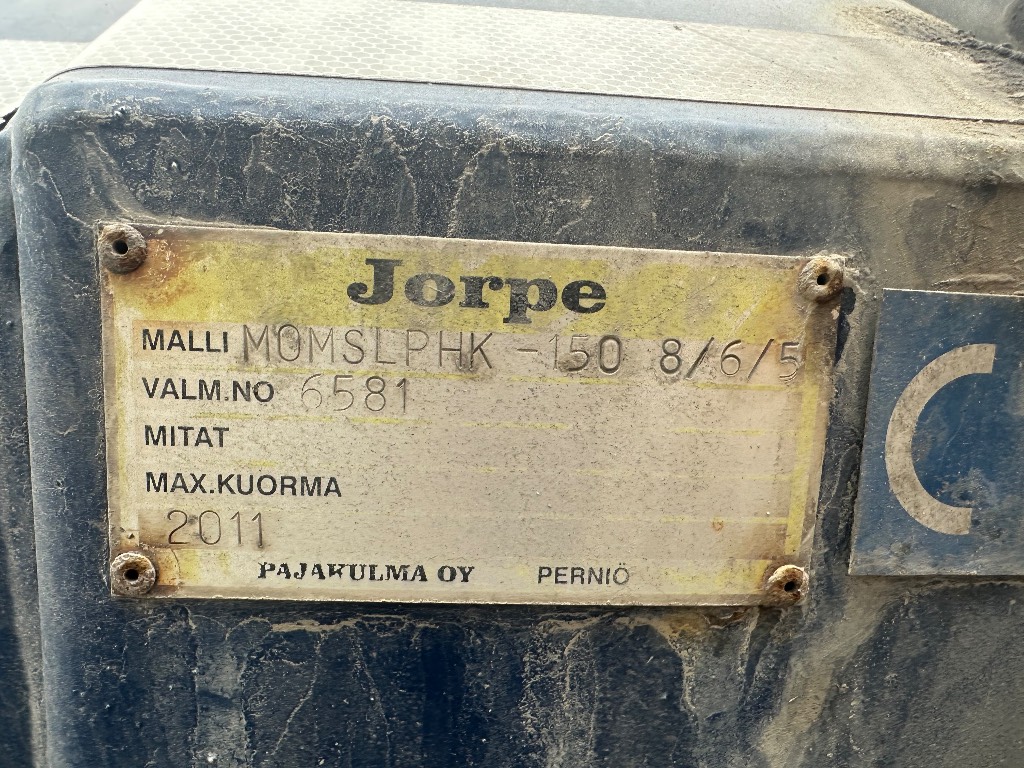 Jorpe
MALLI MOMSLPHK -150 8/6/5
VALM.NO 6581
MITAT
MAX.KUORMA
2011
PAJAKULMA OY PERNIÖ
C